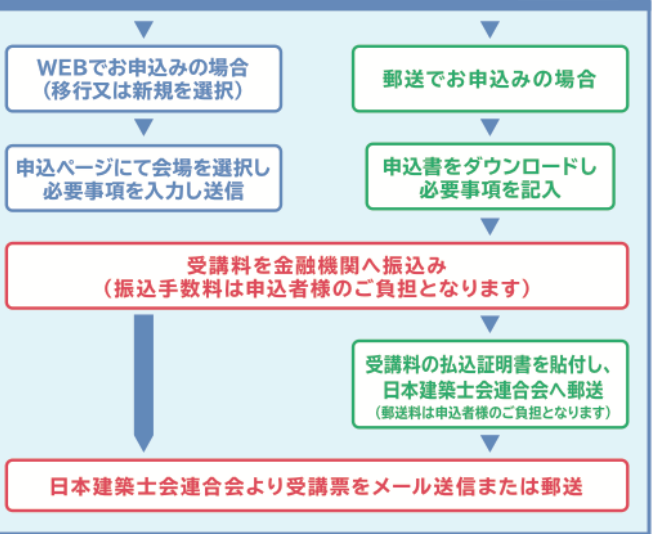 WEBでお申込みの場合
(移行又は新規を選択)
郵送でお申込みの場合
申込ページにて会場を選択し
必要事項を入力し送信
申込書をダウンロードし
必要事項を記入
受講料を金融機関へ振込み
(振込手数料は申込者様のご負担となります)
受講料の払込証明書を貼付し、
日本建築士会連合会へ郵送
(郵送料は申込者様のご負担となります)
日本建築士会連合会より受講票をメール送信または郵送